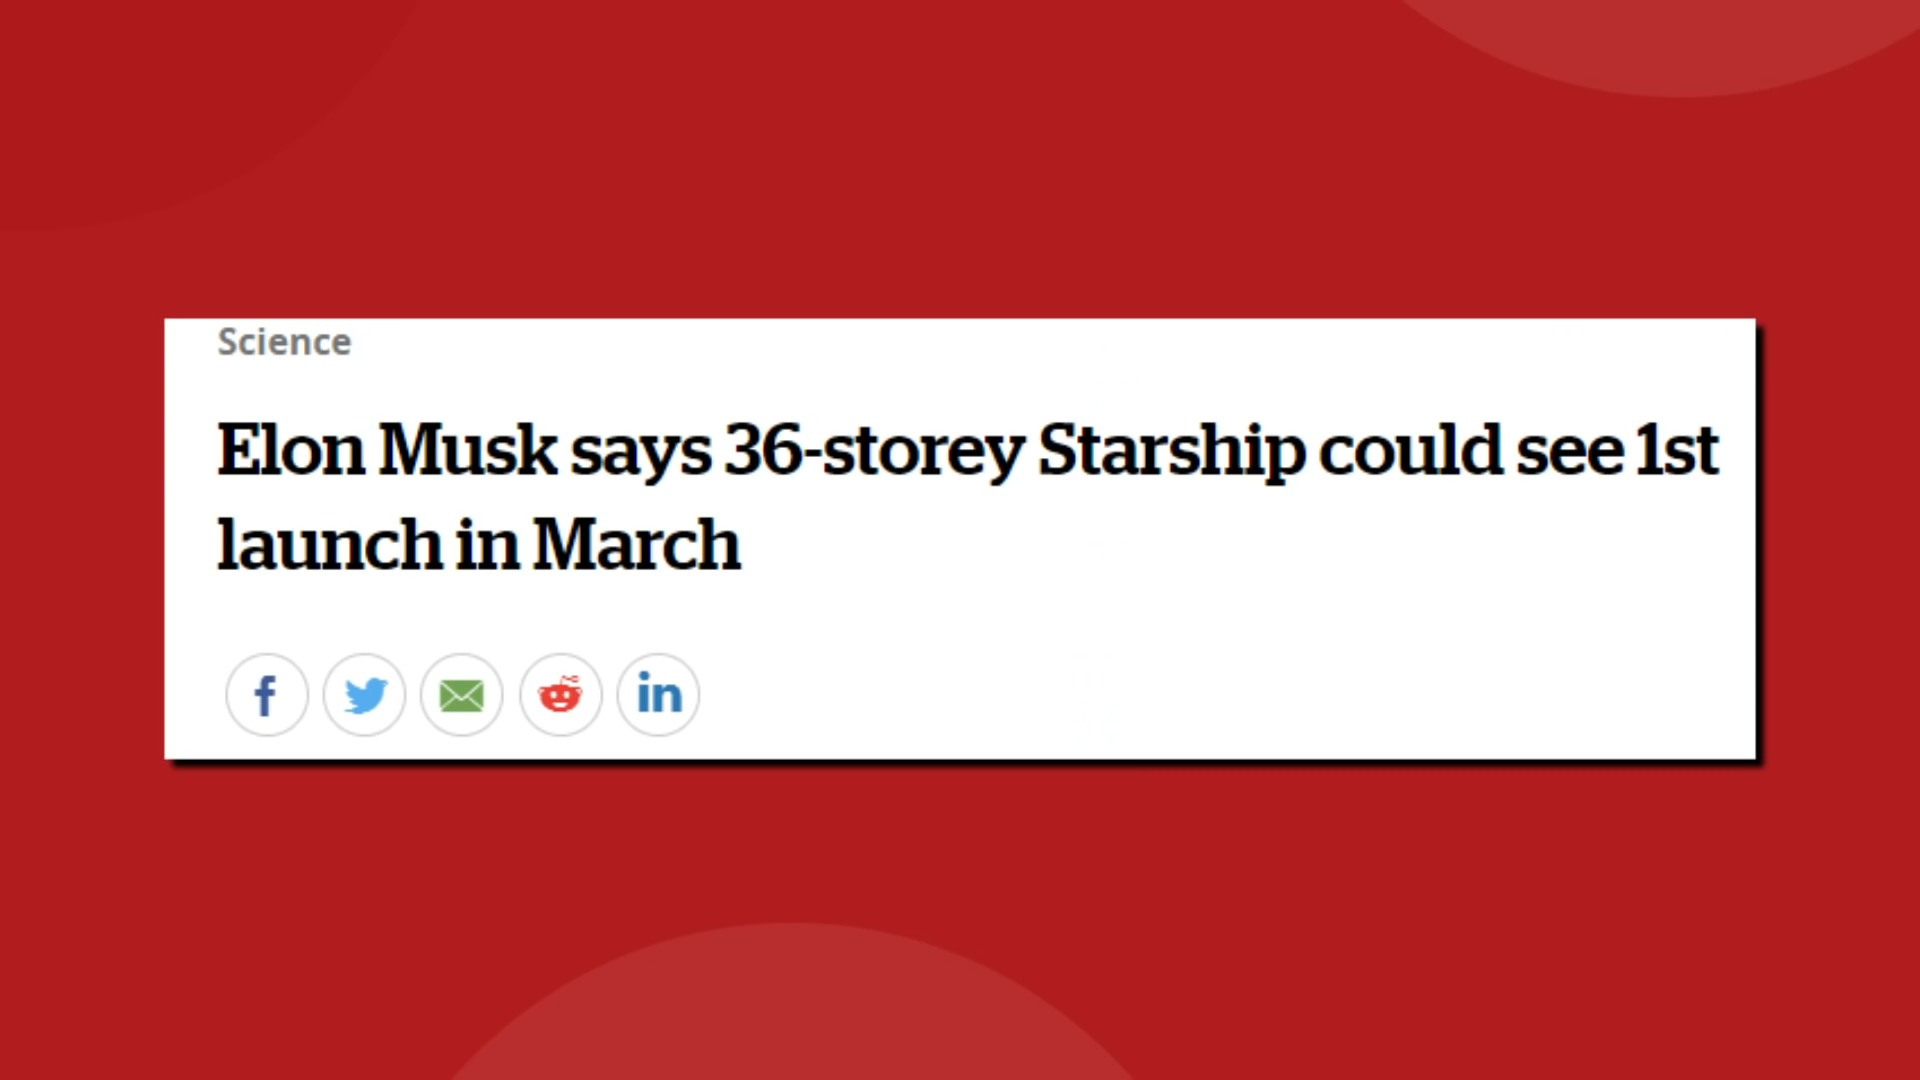 Science
Elon Musk says 36-storey Starship could see 1st
launch in March
f
in